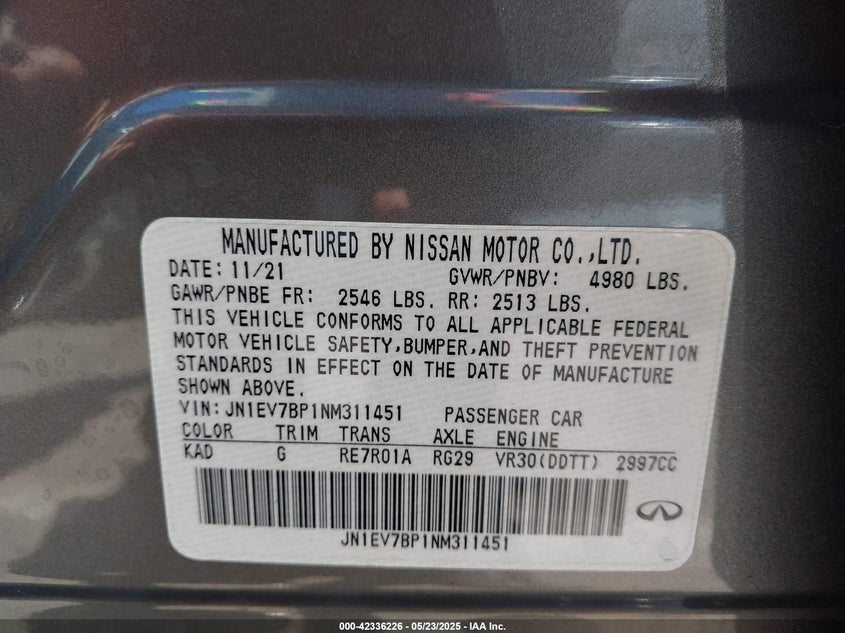 MANUFACTURED BY NISSAN MOTOR CO.,LTD.
DATE: 11/21 GVWR/PNBV: 4980 LBS.
GAWR/PNBE FR: 2546 LBS. RR: 2513 LBS.
THIS VEHICLE CONFORMS TO ALL APPLICABLE FEDERAL
MOTOR VEHICLE SAFETY,BUMPER,AND THEFT PREVENTION
STANDARDS IN EFFECT ON THE DATE OF MANUFACTURE
SHOWN ABOVE.
VIN:JN1EV7BP1NM311451 PASSENGER CAR
COLOR TRIM TRANS AXLE ENGINE
KAD G RE7R01A RG29 VR30(DDTT) 2997CC
JN1EV7BP1NM311451
000-42336226 - 05/23/2025 - IAA Inc.